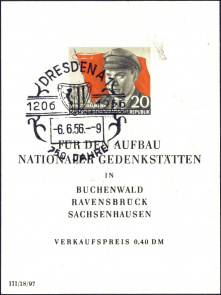 DRESDEN A
1206 1956
-6.6.56.-9
750 JAHRE
20
REPUBLIK
FÜR DEN AUFBAU
NATIONALER GEDENKSTÄTTEN
IN
BUCHENWALD
RAVENSBRÜCK
SACHSENHAUSEN
VERKAUFSPREIS 0,40 DM
III/18/97